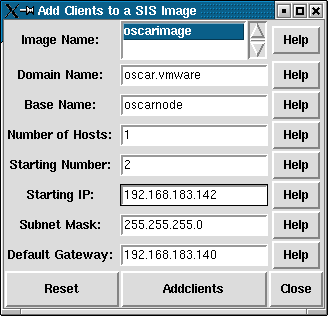 Add Clients to a SIS Image
Image Name: oscarimage Help
Domain Name: oscar.vmware Help
Base Name: oscarnode Help
Number of Hosts: 1 Help
Starting Number: 2 Help
Starting IP: 192.168.183.142 Help
Subnet Mask: 255.255.255.0 Help
Default Gateway: 192.168.183.140 Help
Reset Addclients Close